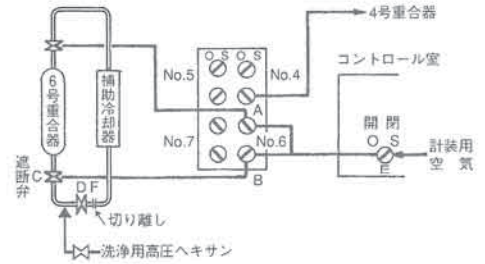 4号重合器
コントロール室
O S O S
No.5
No.4
6号重合器
補助冷却器
A
No.7
No.6
B
開 閉
O S
E
計装用
空 気
遮断弁
C
D F
切り離し
洗浄用高圧ヘキサン